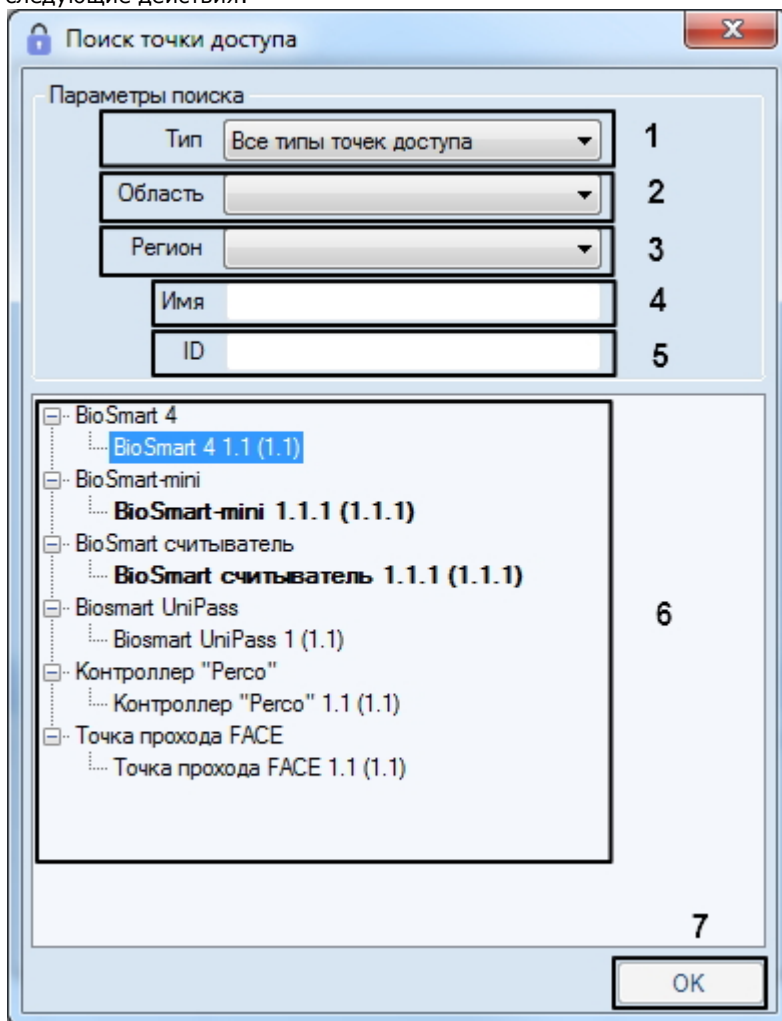 следующие действия:
Поиск точки доступа
Параметры поиска
Тип Все типы точек доступа 1
Область 2
Регион 3
Имя 4
ID 5
BioSmart 4
BioSmart 4 1.1 (1.1)
BioSmart-mini
BioSmart-mini 1.1.1 (1.1.1)
BioSmart считыватель
BioSmart считыватель 1.1.1 (1.1.1)
Biosmart UniPass
6
Biosmart UniPass 1 (1.1)
Контроллер "Perco"
Контроллер "Perco" 1.1 (1.1)
Точка прохода FACE
Точка прохода FACE 1.1 (1.1)
7
OK